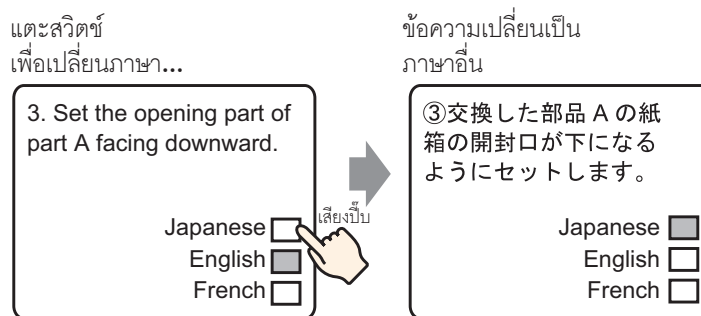 แตะสวิตช์
เพื่อเปลี่ยนภาษา...
3. Set the opening part of
part A facing downward.
Japanese
English
French
เสียงปี๊บ
ข้อความเปลี่ยนเป็น
ภาษาอื่น
③交換した部品 A の紙
箱の開封口が下になる
ようにセットします。
Japanese
English
French